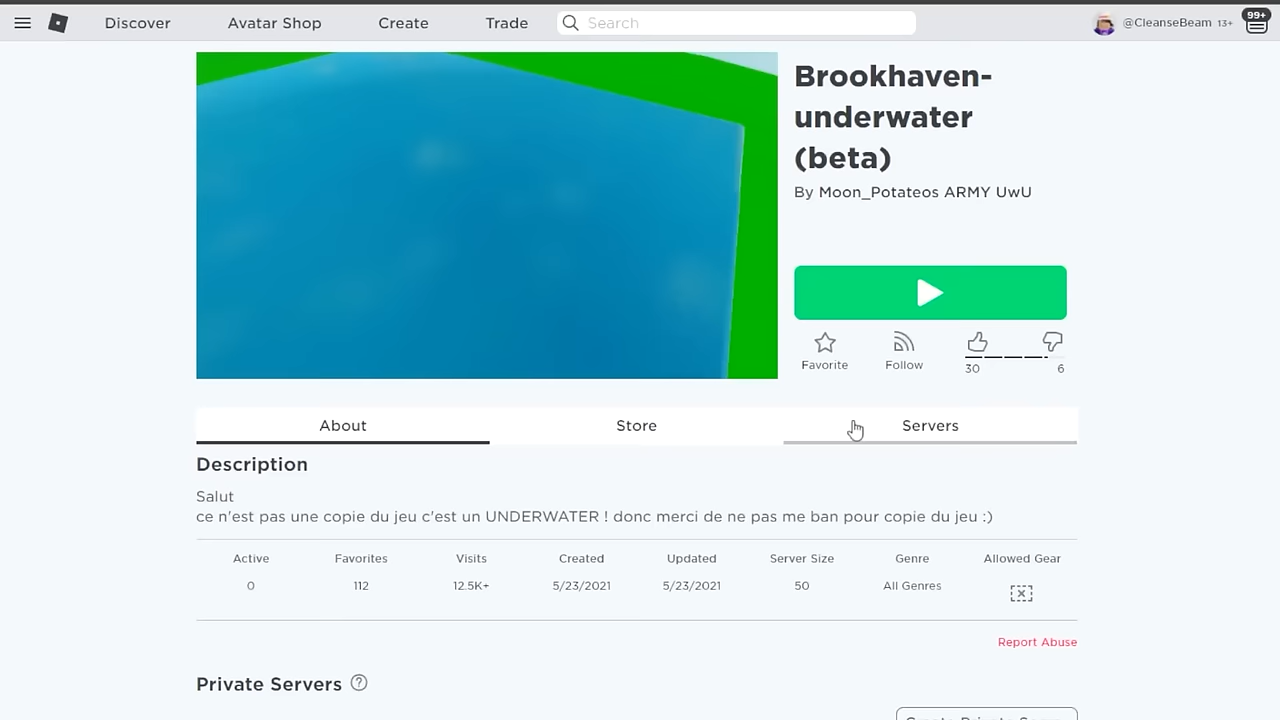 Discover
Avatar Shop
Create
Trade
Search
@CleanseBeam 13+
99+
Brookhaven-
underwater
(beta)
By Moon_Potateos ARMY UwU
Favorite
Follow
30
6
About
Store
Servers
Description
Salut
ce n'est pas une copie du jeu c'est un UNDERWATER ! donc merci de ne pas me ban pour copie du jeu :)
Active
Favorites
Visits
Created
Updated
Server Size
Genre
Allowed Gear
0
112
12.5K+
5/23/2021
5/23/2021
50
All Genres
Report Abuse
Private Servers